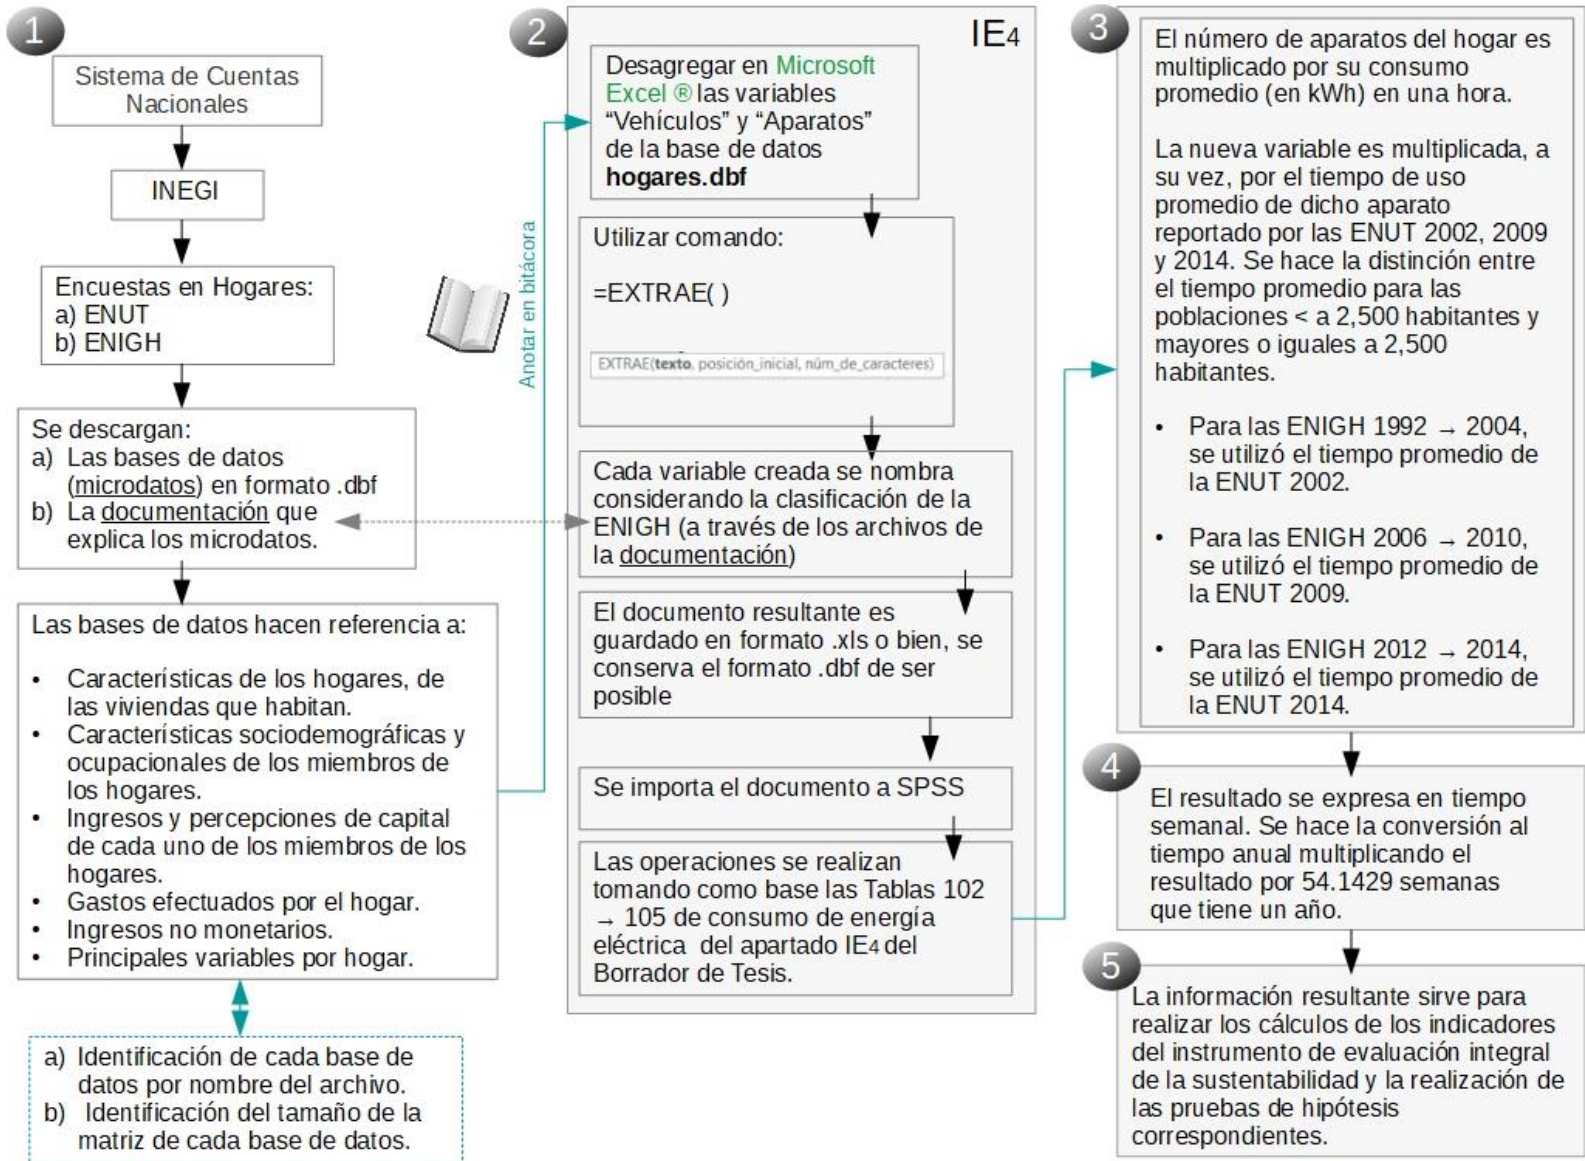 1
Sistema de Cuentas
Nacionales
INEGI
Encuestas en Hogares:
a) ENUT
b) ENIGH
Se descargan:
a) Las bases de datos
(microdatos) en formato .dbf
b) La documentación que
explica los microdatos.
Las bases de datos hacen referencia a:
• Características de los hogares, de
las viviendas que habitan.
• Características sociodemográficas y
ocupacionales de los miembros de
los hogares.
• Ingresos y percepciones de capital
de cada uno de los miembros de los
hogares.
• Gastos efectuados por el hogar.
• Ingresos no monetarios.
• Principales variables por hogar.
a) Identificación de cada base de
datos por nombre del archivo.
b) Identificación del tamaño de la
matriz de cada base de datos.
Anotar en bitácora
2
IE4
Desagregar en Microsoft
Excel ® las variables
“Vehículos” y “Aparatos”
de la base de datos
hogares.dbf
Utilizar comando:
=EXTRAE( )
EXTRAE(texto, posición_inicial, núm_de_caracteres)
Cada variable creada se nombra
considerando la clasificación de la
ENIGH (a través de los archivos de
la documentación)
El documento resultante es
guardado en formato .xls o bien, se
conserva el formato .dbf de ser
posible
Se importa el documento a SPSS
Las operaciones se realizan
tomando como base las Tablas 102
→ 105 de consumo de energía
eléctrica del apartado IE4 del
Borrador de Tesis.
3
El número de aparatos del hogar es
multiplicado por su consumo
promedio (en kWh) en una hora.
La nueva variable es multiplicada, a
su vez, por el tiempo de uso
promedio de dicho aparato
reportado por las ENUT 2002, 2009
y 2014. Se hace la distinción entre
el tiempo promedio para las
poblaciones < a 2,500 habitantes y
mayores o iguales a 2,500
habitantes.
• Para las ENIGH 1992 → 2004,
se utilizó el tiempo promedio de
la ENUT 2002.
• Para las ENIGH 2006 → 2010,
se utilizó el tiempo promedio de
la ENUT 2009.
• Para las ENIGH 2012 → 2014,
se utilizó el tiempo promedio de
la ENUT 2014.
4
El resultado se expresa en tiempo
semanal. Se hace la conversión al
tiempo anual multiplicando el
resultado por 54.1429 semanas
que tiene un año.
5
La información resultante sirve para
realizar los cálculos de los indicadores
del instrumento de evaluación integral
de la sustentabilidad y la realización de
las pruebas de hipótesis
correspondientes.